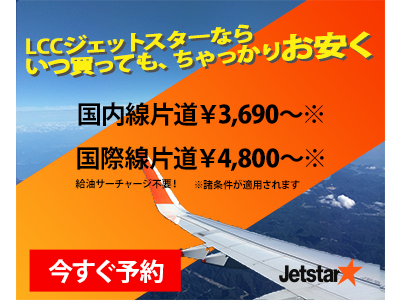 LCCジェットスターなら
いつ買っても、ちゃっかりお安く
国内線片道￥3,690～※
国際線片道￥4,800～※
給油サーチャージ不要！ ※諸条件が適用されます
今すぐ予約
Jetstar